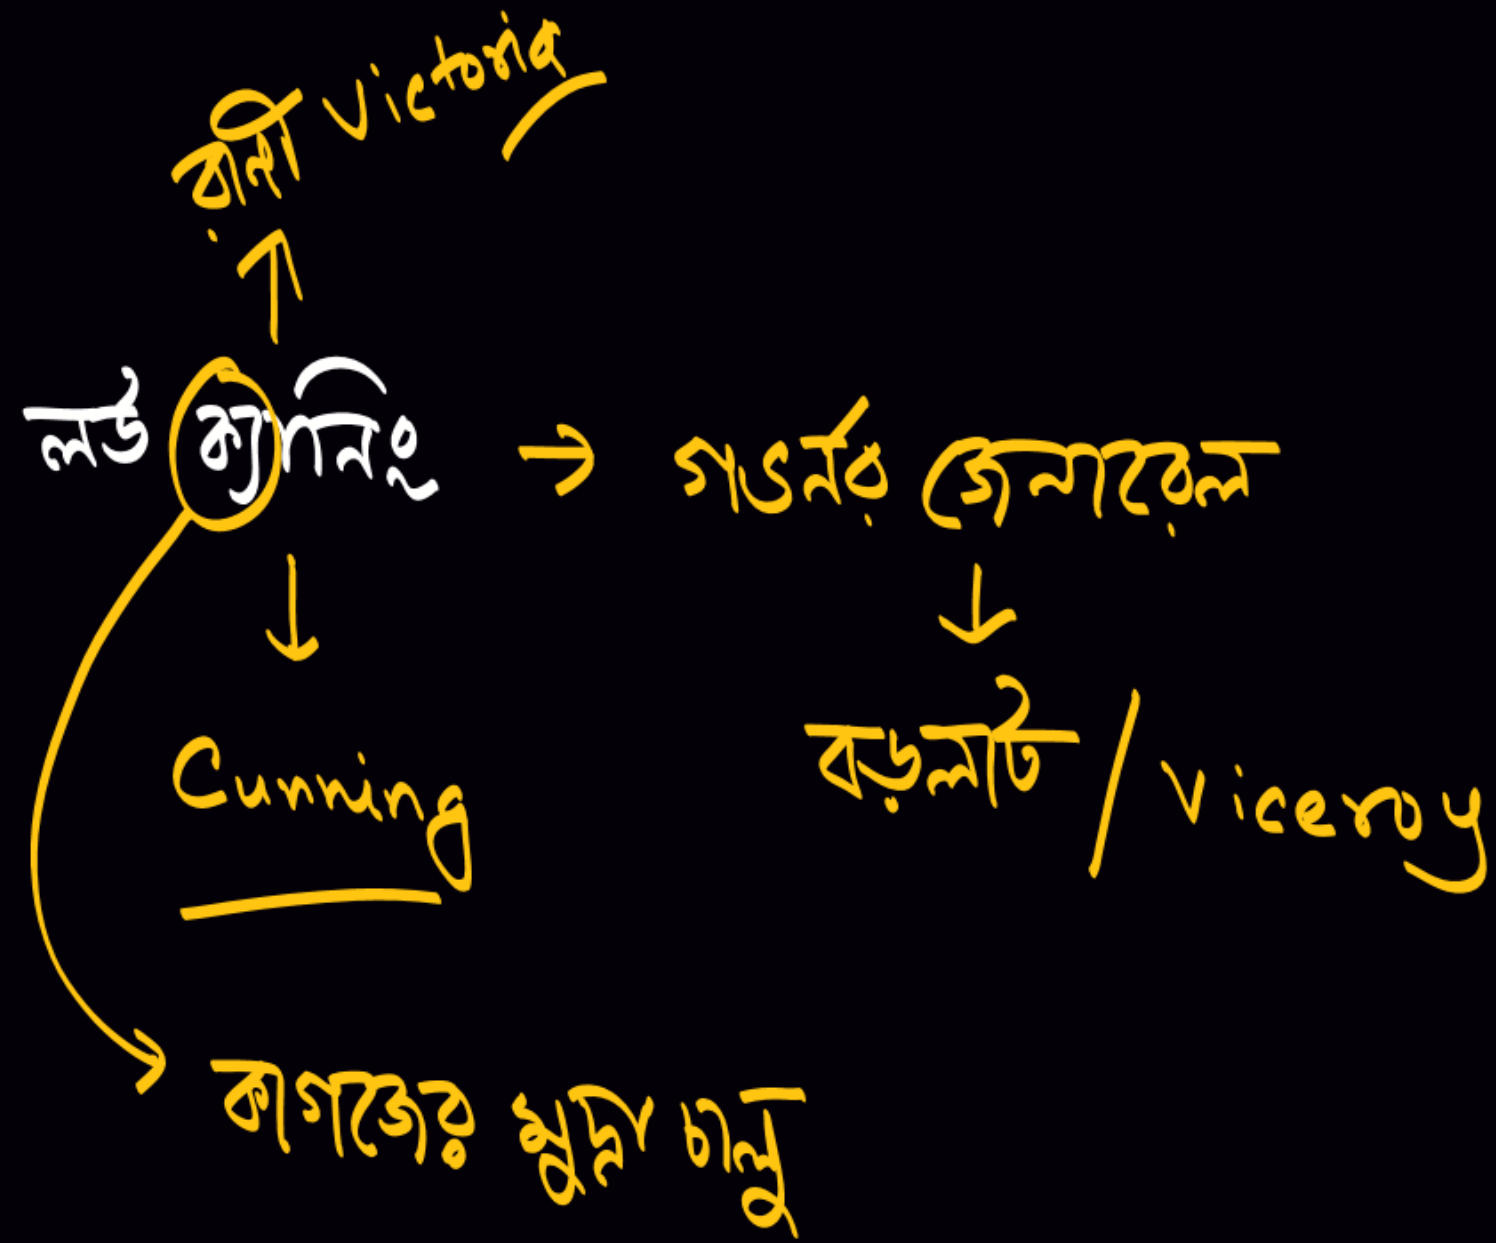 রানী Victoria
লর্ড ক্যানিং → গভর্নর জেনারেল
বড়লাট / Viceroy
Cunning
কাগজের মুদ্রা চালু